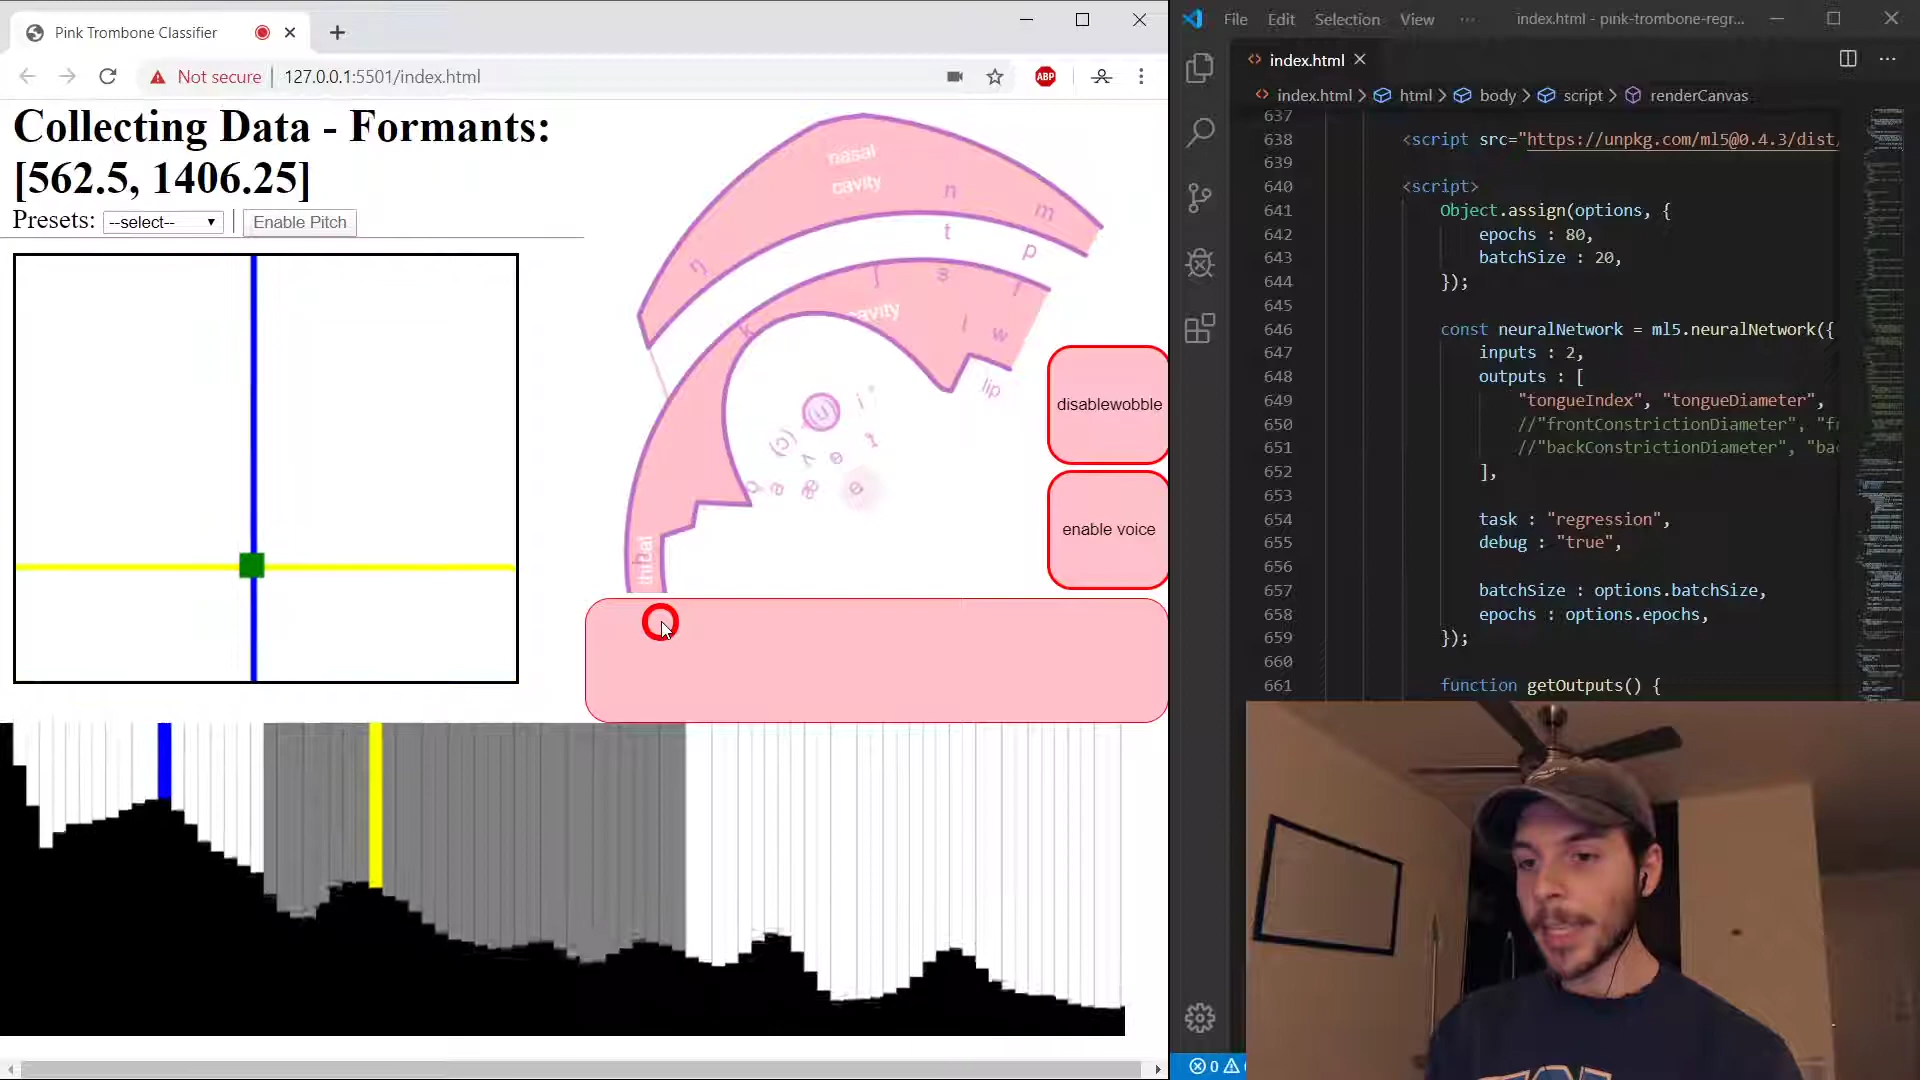 Pink Trombone Classifier
Not secure
127.0.0.1:5501/index.html
ABP
Collecting Data - Formants:
[562.5, 1406.25]
Presets:
--select--
Enable Pitch
nasal
cavity
n
m
t
p
ŋ
ʃ
s
f
k
cavity
l
w
lip
(u)
i
disablewobble
enable voice
File Edit Selection View ···
index.html - pink-trombone-regr...
index.html
index.html > html > body > script > renderCanvas
637
638 <script src="https://unpkg.com/ml5@0.4.3/dist/
639
640 <script>
641 Object.assign(options, {
642 epochs : 80,
643 batchSize : 20,
644 });
645
646 const neuralNetwork = ml5.neuralNetwork({
647 inputs : 2,
648 outputs : [
649 "tongueIndex", "tongueDiameter",
650 //"frontConstrictionDiameter", "fr
651 //"backConstrictionDiameter", "bac
652 ],
653
654 task : "regression",
655 debug : "true",
656
657 batchSize : options.batchSize,
658 epochs : options.epochs,
659 });
660
661 function getOutputs() {
0